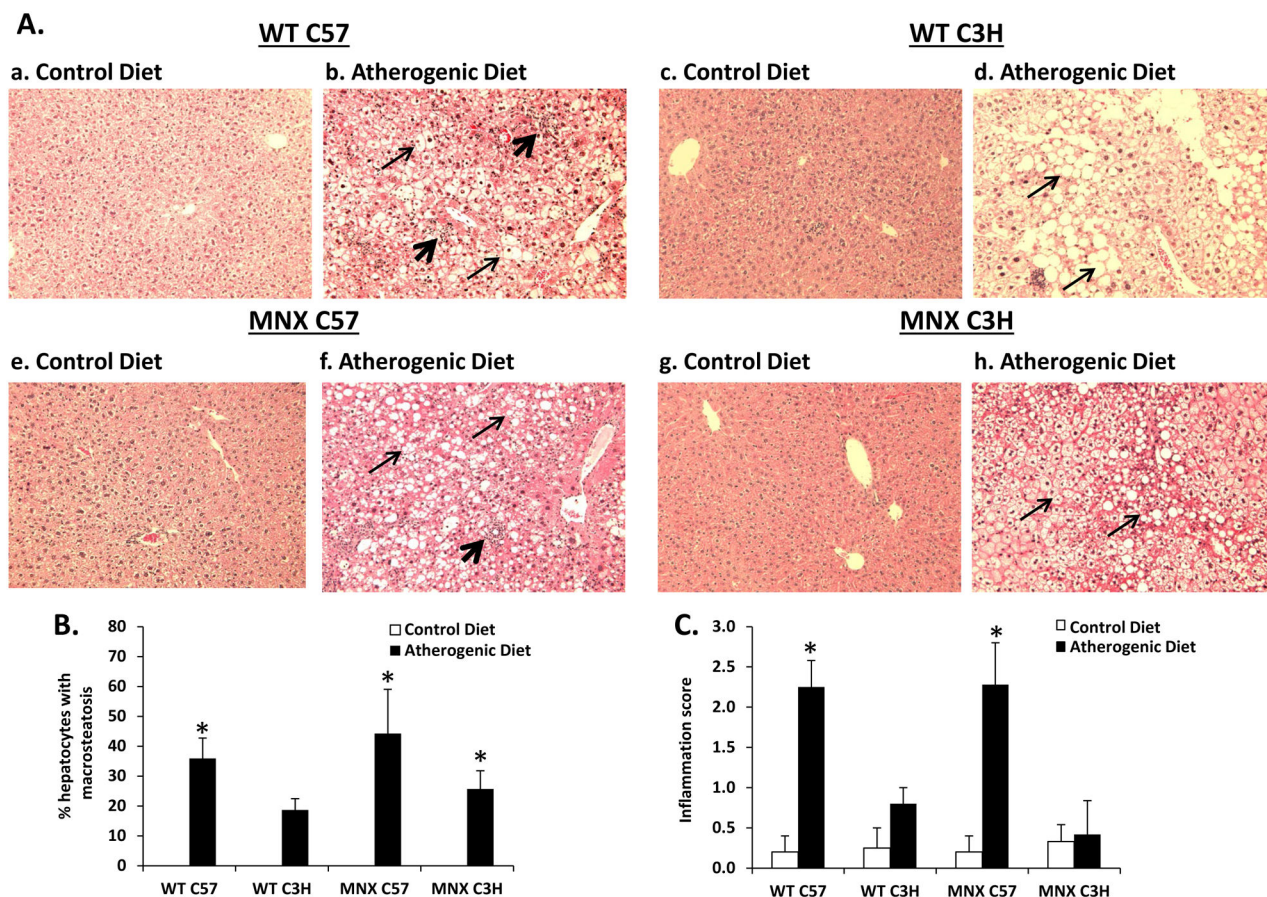 A.
WT C57
WT C3H
a. Control Diet
b. Atherogenic Diet
c. Control Diet
d. Atherogenic Diet
MNX C57
MNX C3H
e. Control Diet
f. Atherogenic Diet
g. Control Diet
h. Atherogenic Diet
B.
% hepatocytes with
macrosteatosis
80
70
60
50
40
30
20
10
0
Control Diet
Atherogenic Diet
*
*
*
WT C57
WT C3H
MNX C57
MNX C3H
C.
Inflammation score
3.0
2.5
2.0
1.5
1.0
0.5
0.0
Control Diet
Atherogenic Diet
*
*
WT C57
WT C3H
MNX C57
MNX C3H